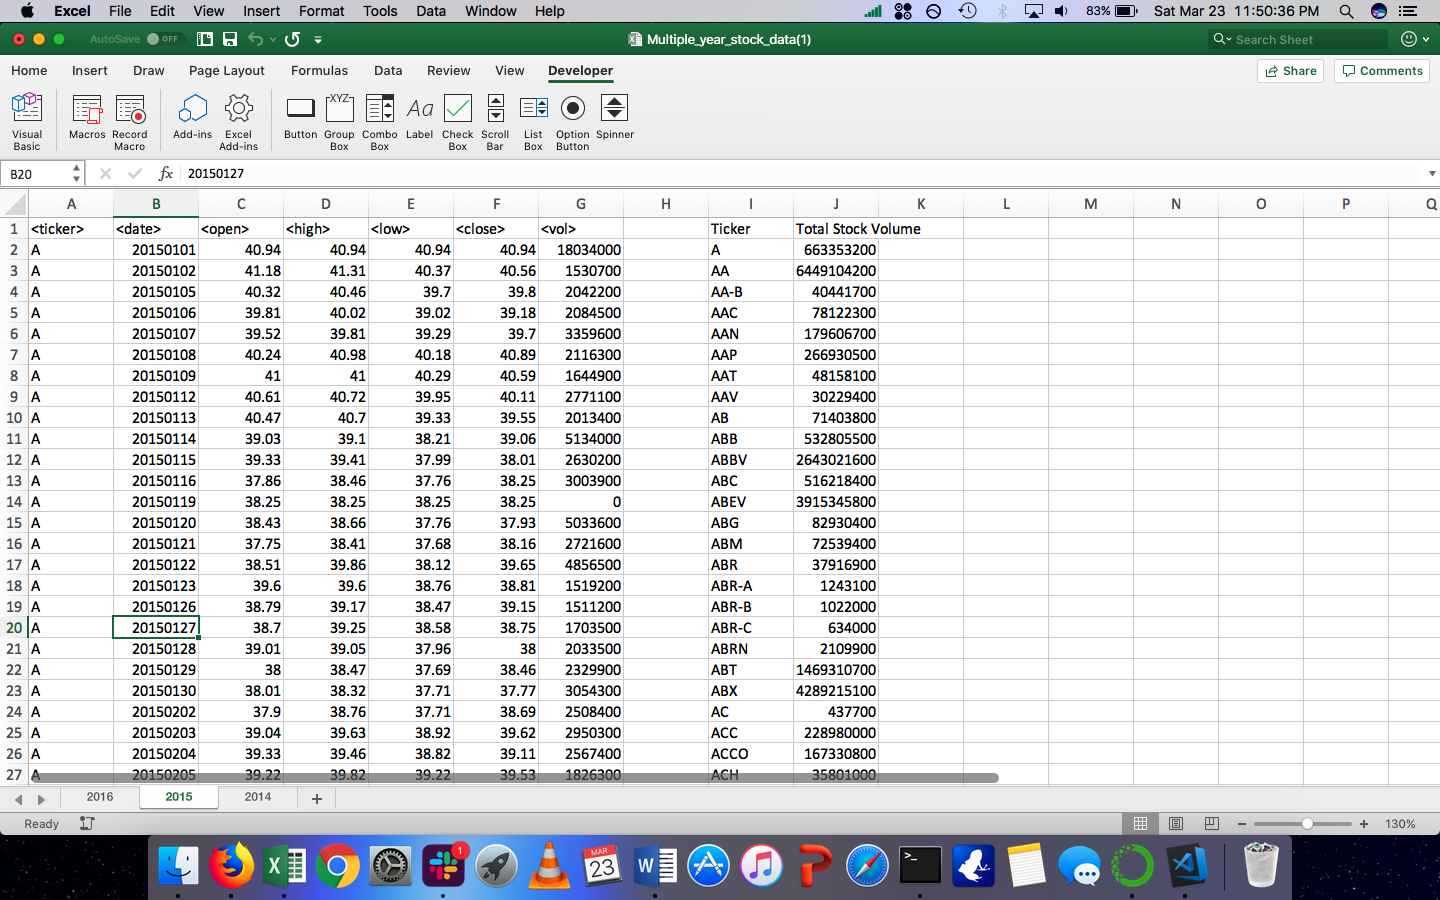 Excel File Edit View Insert Format Tools Data Window Help 83% Sat Mar 23 11:50:36 PM
AutoSave OFF Multiple_year_stock_data(1) Search Sheet
Home Insert Draw Page Layout Formulas Data Review View Developer Share Comments
XYZ Aa
Visual Basic Macros Record Macro Add-ins Excel Add-ins Button Group Box Combo Box Label Check Box Scroll Bar List Box Option Button Spinner
B20 fx 20150127
A B C D E F G H I J K L M N O P Q
1 <ticker> <date> <open> <high> <low> <close> <vol> Ticker Total Stock Volume
2 A 20150101 40.94 40.94 40.94 40.94 18034000 A 663353200
3 A 20150102 41.18 41.31 40.37 40.56 1530700 AA 6449104200
4 A 20150105 40.32 40.46 39.7 39.8 2042200 AA-B 40441700
5 A 20150106 39.81 40.02 39.02 39.18 2084500 AAC 78122300
6 A 20150107 39.52 39.81 39.29 39.7 3359600 AAN 179606700
7 A 20150108 40.24 40.98 40.18 40.89 2116300 AAP 266930500
8 A 20150109 41 41 40.29 40.59 1644900 AAT 48158100
9 A 20150112 40.61 40.72 39.95 40.11 2771100 AAV 30229400
10 A 20150113 40.47 40.7 39.33 39.55 2013400 AB 71403800
11 A 20150114 39.03 39.1 38.21 39.06 5134000 ABB 532805500
12 A 20150115 39.33 39.41 37.99 38.01 2630200 ABBV 2643021600
13 A 20150116 37.86 38.46 37.76 38.25 3003900 ABC 516218400
14 A 20150119 38.25 38.25 38.25 38.25 0 ABEV 3915345800
15 A 20150120 38.43 38.66 37.76 37.93 5033600 ABG 82930400
16 A 20150121 37.75 38.41 37.68 38.16 2721600 ABM 72539400
17 A 20150122 38.51 39.86 38.12 39.65 4856500 ABR 37916900
18 A 20150123 39.6 39.6 38.76 38.81 1519200 ABR-A 1243100
19 A 20150126 38.79 39.17 38.47 39.15 1511200 ABR-B 1022000
20 A 20150127 38.7 39.25 38.58 38.75 1703500 ABR-C 634000
21 A 20150128 39.01 39.05 37.96 38 2033500 ABRN 2109900
22 A 20150129 38 38.47 37.69 38.46 2329900 ABT 1469310700
23 A 20150130 38.01 38.32 37.71 37.77 3054300 ABX 4289215100
24 A 20150202 37.9 38.76 37.71 38.69 2508400 AC 437700
25 A 20150203 39.04 39.63 38.92 39.62 2950300 ACC 228980000
26 A 20150204 39.33 39.46 38.82 39.11 2567400 ACCO 167330800
27 A 20150205 39.22 39.82 39.22 39.53 1826300 ACH 35801000
2016 2015 2014
Ready 130%
1 MAR 23 W